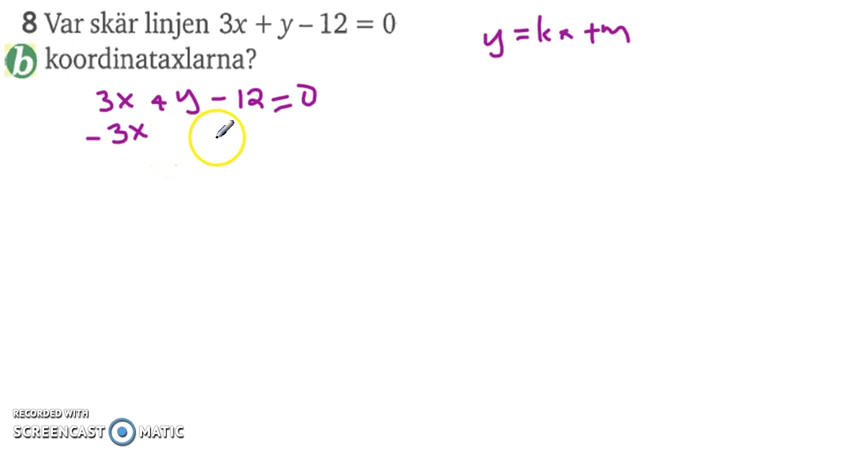 8 Var skär linjen 3x + y – 12 = 0
b koordinataxlarna?
y = kx + m
3x + y - 12 = 0
- 3x
RECORDED WITH
SCREENCAST MATIC